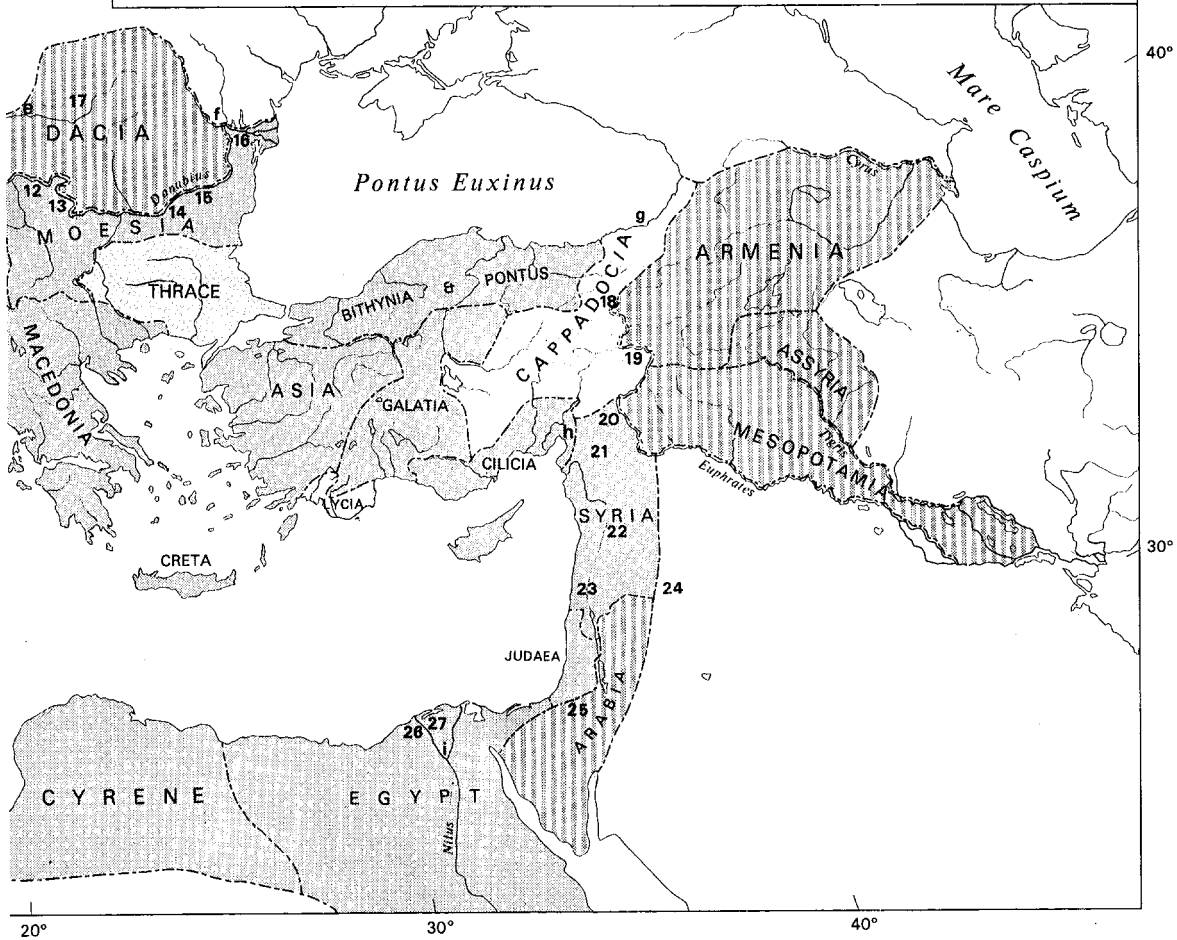 40°
Mare Caspium
e
17
DACIA
f
16
Cyrus
Pontus Euxinus
12
13
Danubius
14
15
g
MOESIA
ARMENIA
THRACE
BITHYNIA & PONTUS
18
CAPPADOCIA
MACEDONIA
19
ASSYRIA
ASIA
GALATIA
20
h
21
MESOPOTAMIA
Tigris
CILICIA
Euphrates
LYCIA
SYRIA
22
CRETA
30°
23
24
JUDAEA
25
ARABIA
26
27
i
CYRENE
EGYPT
Nilus
20°
30°
40°